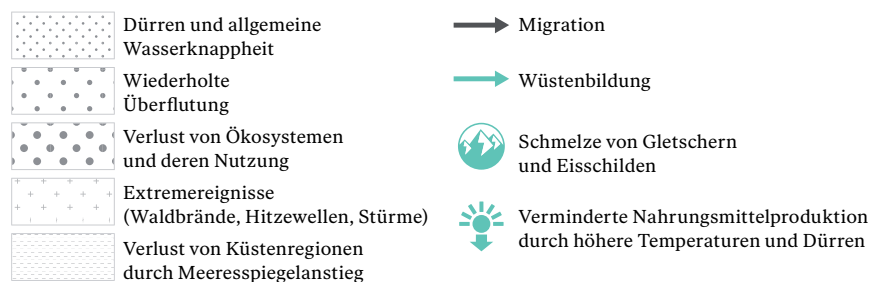 Dürren und allgemeine
Wasserknappheit
Wiederholte
Überflutung
Verlust von Ökosystemen
und deren Nutzung
Extremereignisse
(Waldbrände, Hitzewellen, Stürme)
Verlust von Küstenregionen
durch Meeresspiegelanstieg
Migration
Wüstenbildung
Schmelze von Gletschern
und Eisschilden
Verminderte Nahrungsmittelproduktion
durch höhere Temperaturen und Dürren